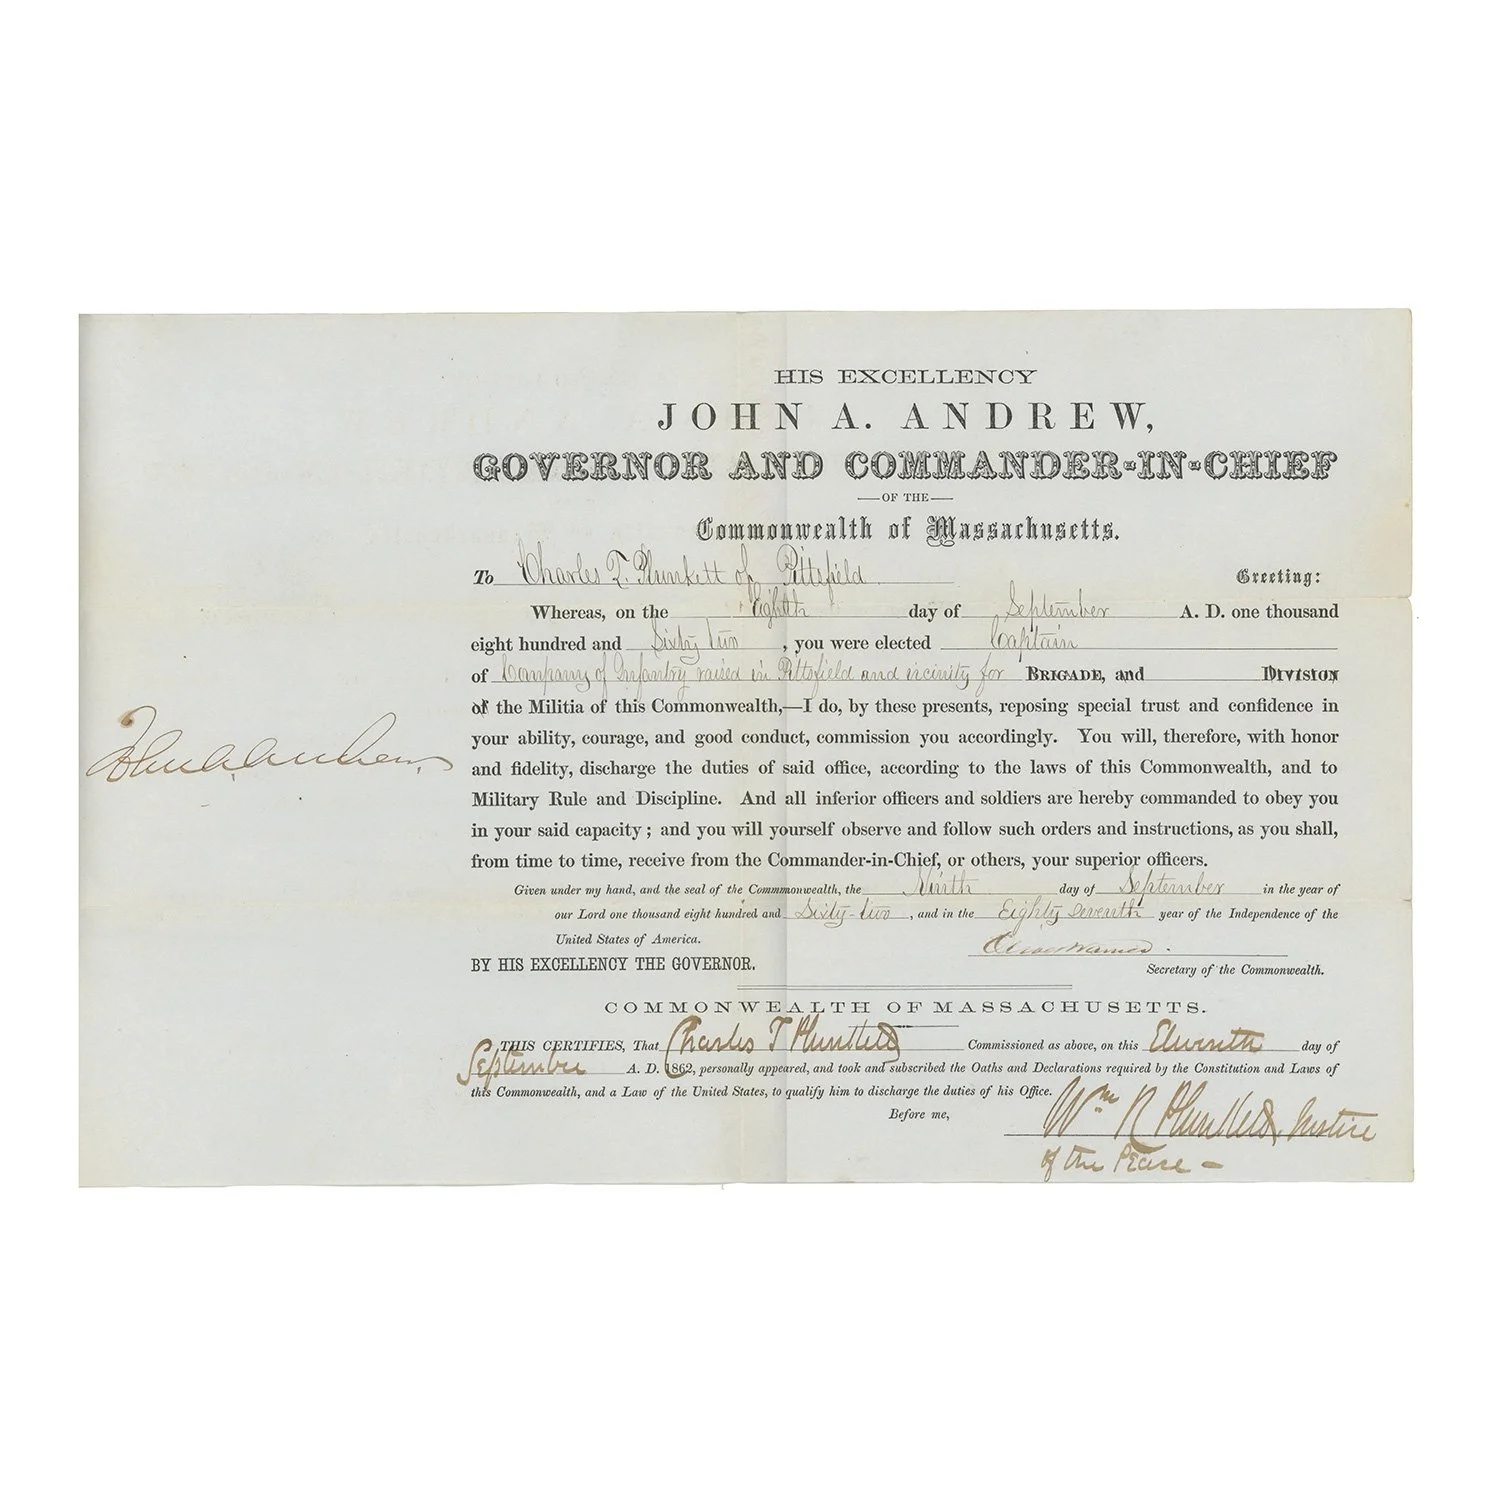 HIS EXCELLENCY
JOHN A. ANDREW,
GOVERNOR AND COMMANDER-IN-CHIEF
OF THE
Commonwealth of Massachusetts.
To Charles T. Plunkett of Pittsfield Greeting:
Whereas, on the Eighth day of September A. D. one thousand
eight hundred and Sixty two, you were elected Captain
of Company of Infantry raised in Pittsfield and vicinity for BRIGADE, and DIVISION
of the Militia of this Commonwealth,—I do, by these presents, reposing special trust and confidence in
your ability, courage, and good conduct, commission you accordingly. You will, therefore, with honor
and fidelity, discharge the duties of said office, according to the laws of this Commonwealth, and to
Military Rule and Discipline. And all inferior officers and soldiers are hereby commanded to obey you
in your said capacity; and you will yourself observe and follow such orders and instructions, as you shall,
from time to time, receive from the Commander-in-Chief, or others, your superior officers.
John A. Andrew.
Given under my hand, and the seal of the Commmonwealth, the Ninth day of September in the year of
our Lord one thousand eight hundred and Sixty-two, and in the Eighty Seventh year of the Independence of the
United States of America.
Oliver Warner.
BY HIS EXCELLENCY THE GOVERNOR.
Secretary of the Commonwealth.
COMMONWEALTH OF MASSACHUSETTS.
THIS CERTIFIES, That Charles T Plunkett Commissioned as above, on this Eleventh day of
September A. D. 1862, personally appeared, and took and subscribed the Oaths and Declarations required by the Constitution and Laws of
this Commonwealth, and a Law of the United States, to qualify him to discharge the duties of his Office.
Before me,
Wm R Plunkett, Justice
of the Peace -